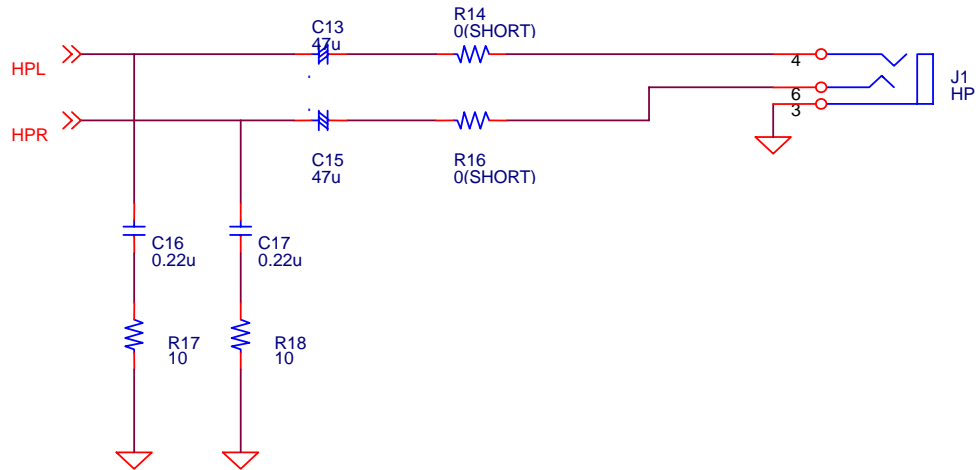 C13
47u
R14
0(SHORT)
HPL
4
J1
HP
6
3
HPR
C15
47u
R16
0(SHORT)
C16
0.22u
C17
0.22u
R17
10
R18
10